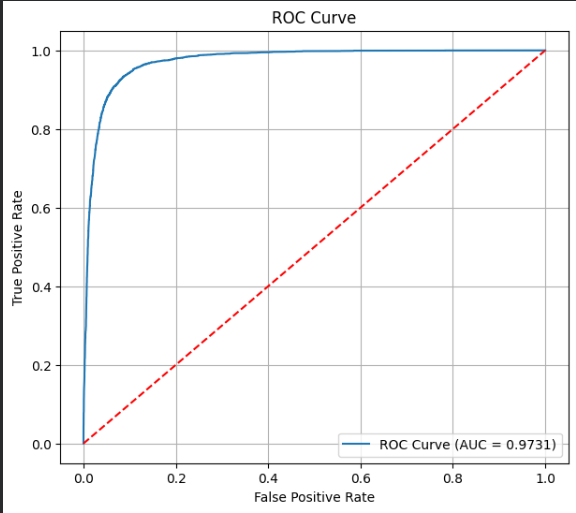 ROC Curve
1.0
0.8
0.6
0.4
0.2
0.0
True Positive Rate
ROC Curve (AUC = 0.9731)
0.0 0.2 0.4 0.6 0.8 1.0
False Positive Rate